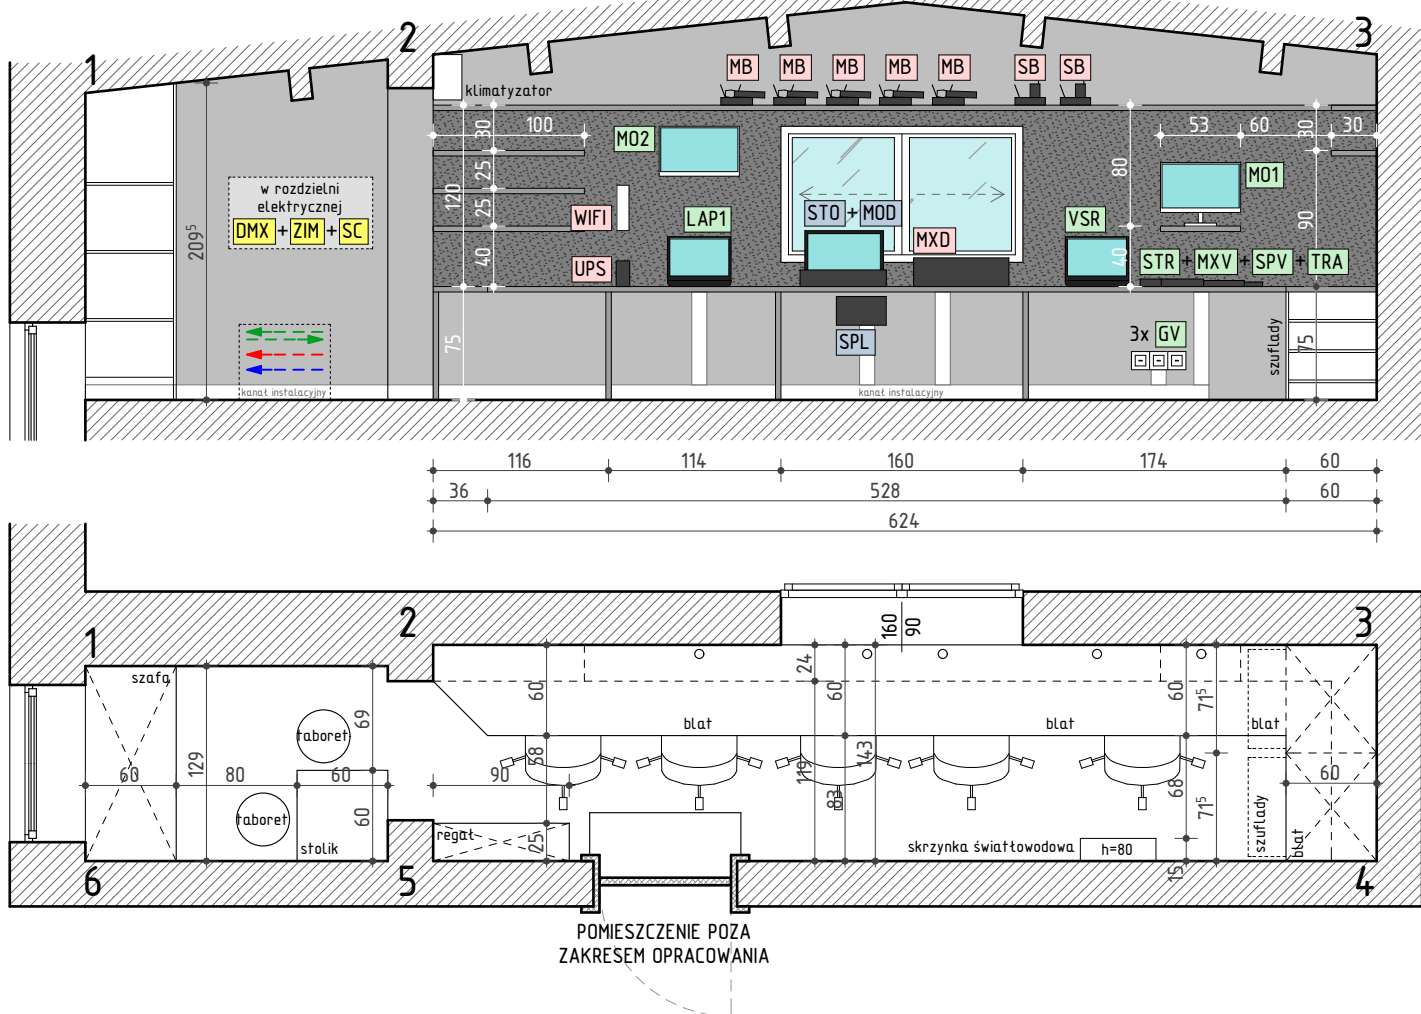 1
2
3
MB MB MB MB MB SB SB
klimatyzator
100
30
MO2
53
60
30
30
25
25
40
120
80
MO1
90
w rozdzielni
elektrycznej
DMX + ZIM + SC
209⁵
WIFI
LAP1
STO + MOD
VSR
MXD
UPS
40
STR + MXV + SPV + TRA
75
SPL
3x GV
szuflady
75
kanał instalacyjny
kanał instalacyjny
116
114
160
174
60
36
528
60
624
1
2
3
160
90
szafa
24
60
60
60
71⁵
taboret
69
blat
blat
blat
129
68
143
119
83
60
80
60
90
68
60
taboret
60
71⁵
stolik
regał
25
skrzynka światłowodowa
h=80
15
szuflady
blat
6
5
4
POMIESZCZENIE POZA
ZAKRESEM OPRACOWANIA